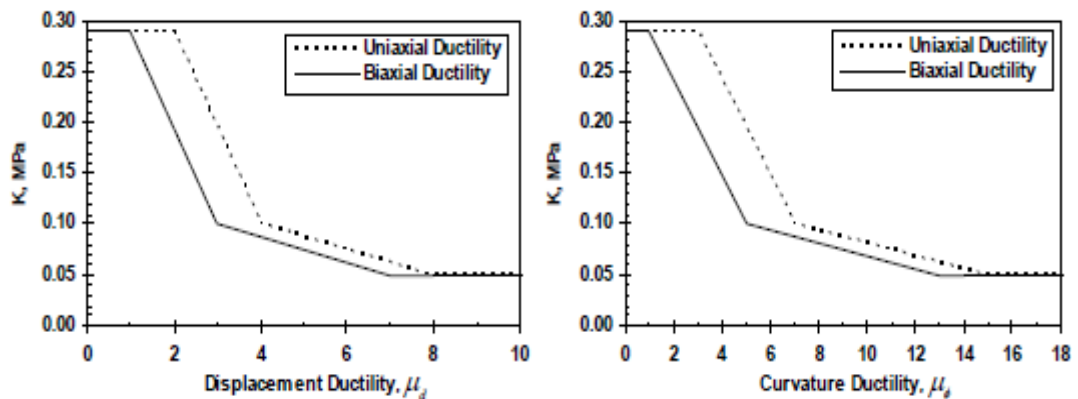 0.30
0.25
0.20
0.15
0.10
0.05
0.00
K, MPa
Uniaxial Ductility
Biaxial Ductility
0 2 4 6 8 10
Displacement Ductility, μd
0.30
0.25
0.20
0.15
0.10
0.05
0.00
K, MPa
Uniaxial Ductility
Biaxial Ductility
0 2 4 6 8 10 12 14 16 18
Curvature Ductility, μϕ